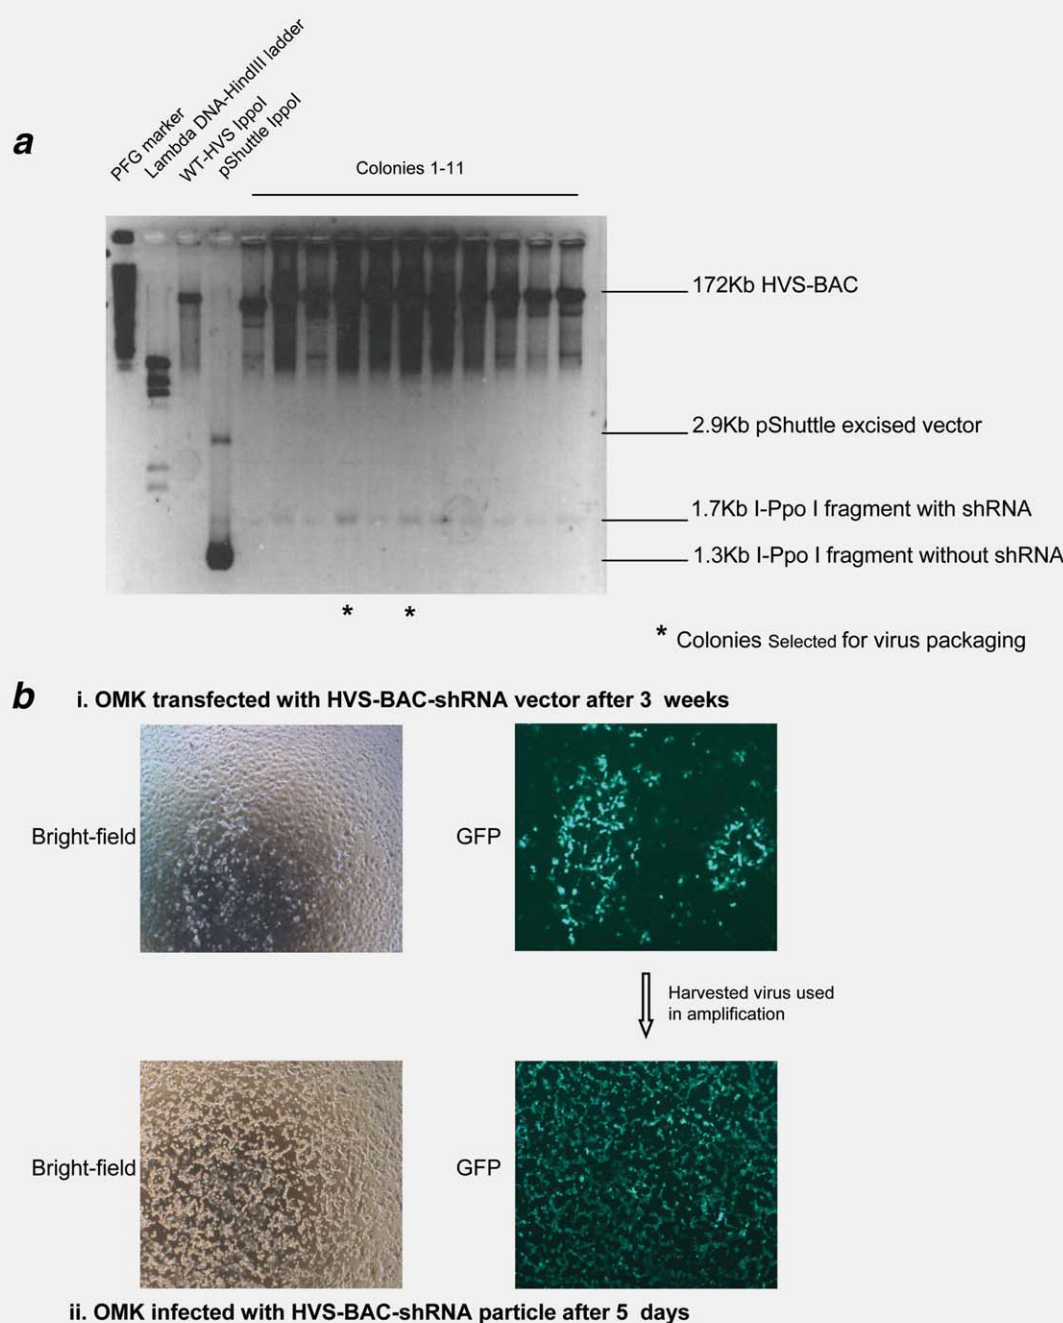 a
PFG marker
Lambda DNA-HindIII ladder
WT-HVS IppoI
pShuttle IppoI
Colonies 1-11
172Kb HVS-BAC
2.9Kb pShuttle excised vector
1.7Kb I-Ppo I fragment with shRNA
1.3Kb I-Ppo I fragment without shRNA
* *
* Colonies Selected for virus packaging
b
i. OMK transfected with HVS-BAC-shRNA vector after 3 weeks
Bright-field
GFP
Harvested virus used
in amplification
Bright-field
GFP
ii. OMK infected with HVS-BAC-shRNA particle after 5 days